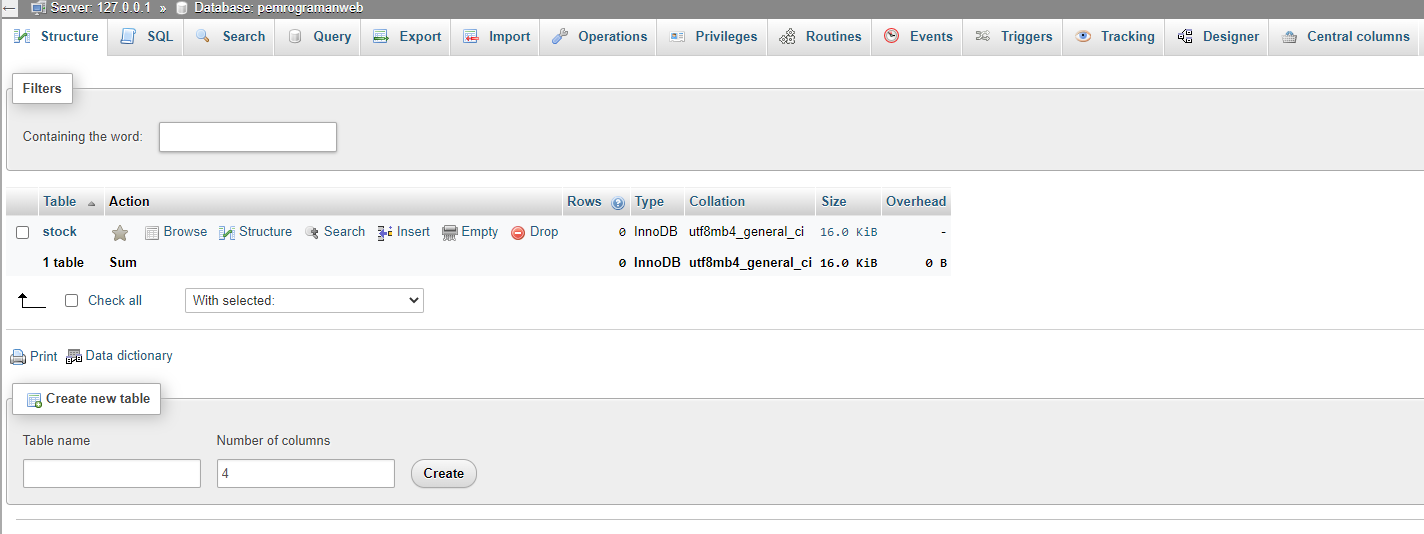 Server: 127.0.0.1 » Database: pemrogramanweb
Structure SQL Search Query Export Import Operations Privileges Routines Events Triggers Tracking Designer Central columns
Filters
Containing the word:
Table Action Rows Type Collation Size Overhead
stock Browse Structure Search Insert Empty Drop 0 InnoDB utf8mb4_general_ci 16.0 KiB -
1 table Sum 0 InnoDB utf8mb4_general_ci 16.0 KiB 0 B
Check all With selected:
Print Data dictionary
Create new table
Table name Number of columns
4 Create